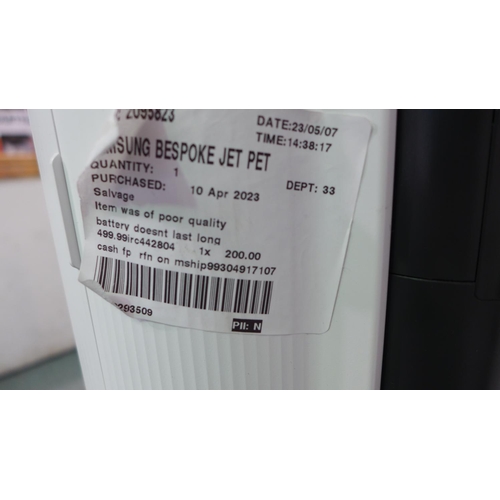 2095823
DATE:23/05/07
TIME:14:38:17
SAMSUNG BESPOKE JET PET
QUANTITY: 1
PURCHASED: 10 Apr 2023 DEPT: 33
Salvage
Item was of poor quality
battery doesnt last long
499.99irc442804 1x 200.00
cash fp rfn on mship99304917107
293509
PII: N